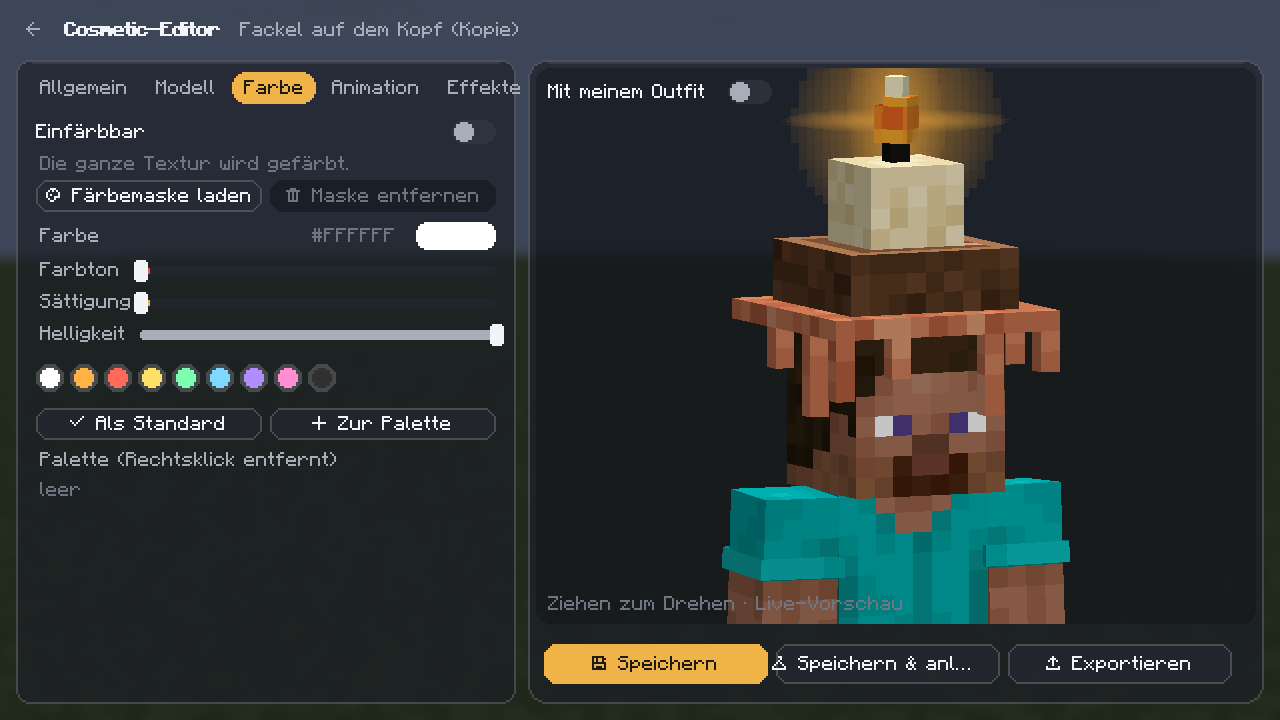 Cosmetic-Editor Fackel auf dem Kopf (Kopie)
Allgemein Modell Farbe Animation Effekte
Einfärbbar
Die ganze Textur wird gefärbt.
Färbemaske laden Maske entfernen
Farbe #FFFFFF
Farbton
Sättigung
Helligkeit
Als Standard Zur Palette
Palette (Rechtsklick entfernt)
leer
Mit meinem Outfit
Ziehen zum Drehen · Live-Vorschau
Speichern Speichern & anl... Exportieren